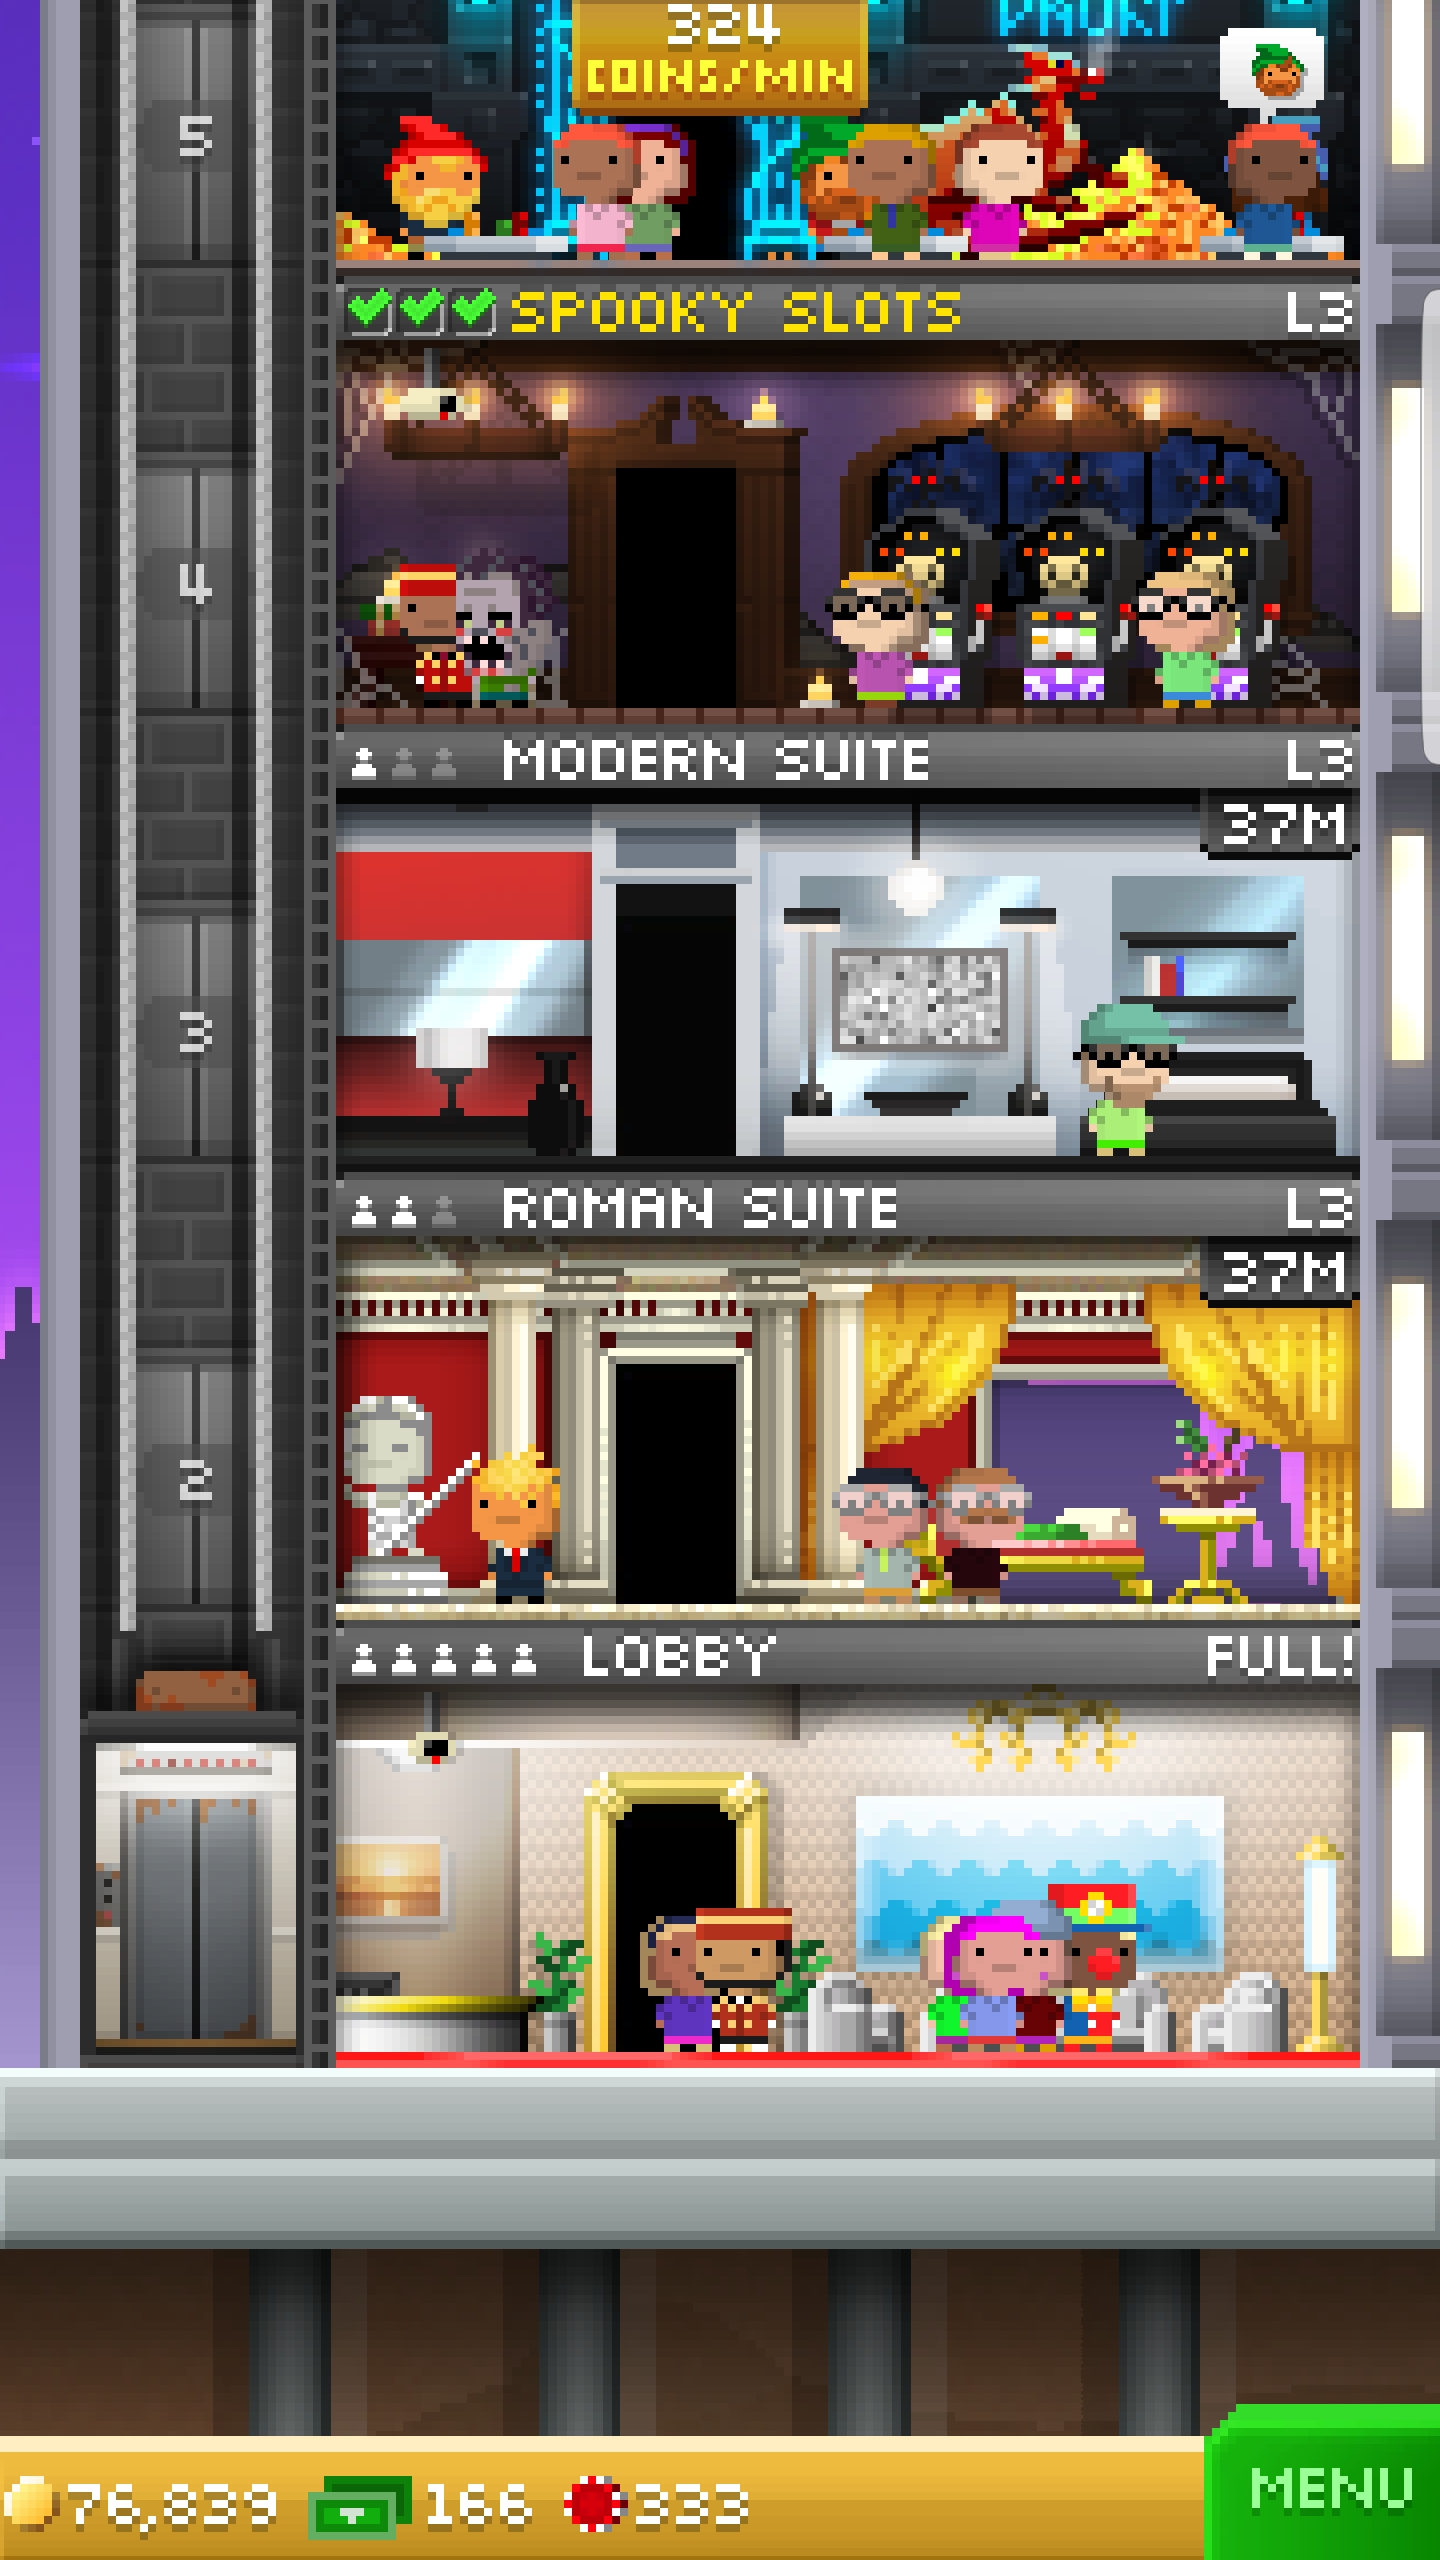 324
COINS/MIN
5
SPOOKY SLOTS L3
4
MODERN SUITE L3
37M
3
ROMAN SUITE L3
37M
2
LOBBY FULL!
76,839 166 333
MENU